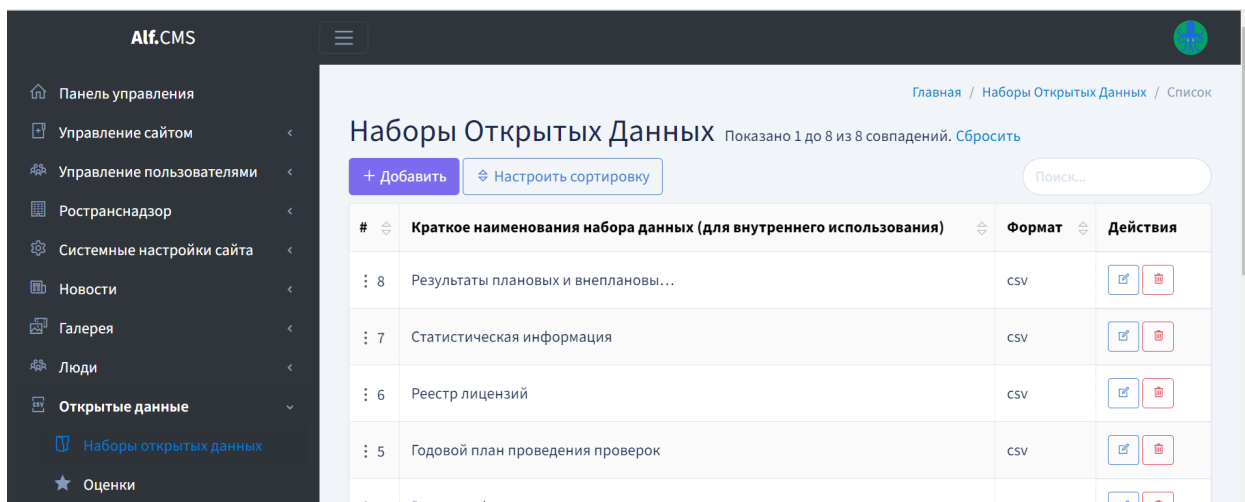 Alf.CMS
Панель управления
Управление сайтом
Управление пользователями
Ространснадзор
Системные настройки сайта
Новости
Галерея
Люди
Открытые данные
Наборы открытых данных
Оценки
Главная / Наборы Открытых Данных / Список
Наборы Открытых Данных Показано 1 до 8 из 8 совпадений. Сбросить
+ Добавить Настроить сортировку Поиск...
# Краткое наименования набора данных (для внутреннего использования) Формат Действия
8 Результаты плановых и внеплановы... csv
7 Статистическая информация csv
6 Реестр лицензий csv
5 Годовой план проведения проверок csv